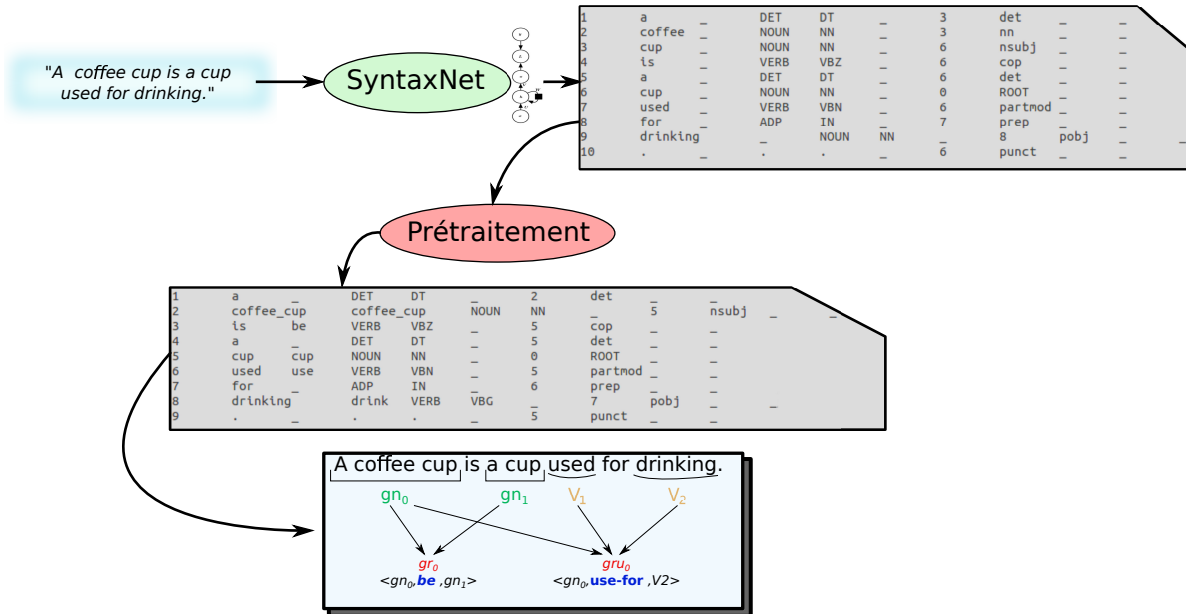 "A coffee cup is a cup
used for drinking."
SyntaxNet
1 a _ DET DT _ 3 det _ _
2 coffee _ NOUN NN _ 3 nn _ _
3 cup _ NOUN NN _ 6 nsubj _ _
4 is _ VERB VBZ _ 6 cop _ _
5 a _ DET DT _ 6 det _ _
6 cup _ NOUN NN _ 0 ROOT _ _
7 used _ VERB VBN _ 6 partmod _ _
8 for _ ADP IN _ 7 prep _ _
9 drinking _ NOUN NN _ 8 pobj _ _
10 . _ . . _ 6 punct _ _
Prétraitement
1 a _ DET DT _ 2 det _ _
2 coffee_cup coffee_cup NOUN NN _ 5 nsubj _ _
3 is be VERB VBZ _ 5 cop _ _
4 a _ DET DT _ 5 det _ _
5 cup cup NOUN NN _ 0 ROOT _ _
6 used use VERB VBN _ 5 partmod _ _
7 for _ ADP IN _ 6 prep _ _
8 drinking drink VERB VBG _ 7 pobj _ _
9 . _ . . _ 5 punct _ _
A coffee cup is a cup used for drinking.
gn0 gn1 V1 V2
gr0 gru0
<gn0,be ,gn1> <gn0,use-for ,V2>